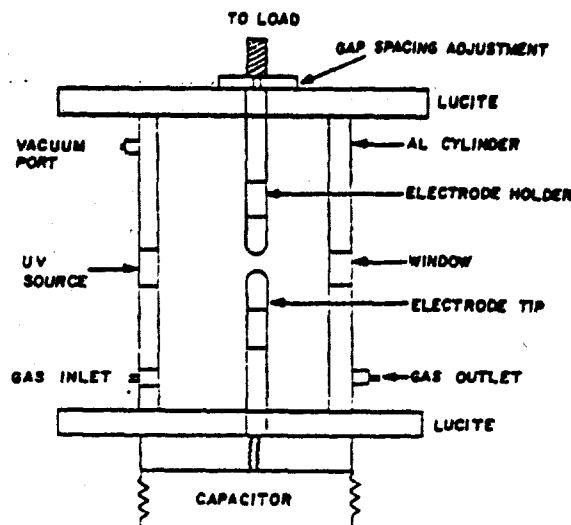 TO LOAD
GAP SPACING ADJUSTMENT
LUCITE
VACUUM
PORT
AL CYLINDER
ELECTRODE HOLDER
UV
SOURCE
WINDOW
ELECTRODE TIP
GAS INLET
GAS OUTLET
LUCITE
CAPACITOR